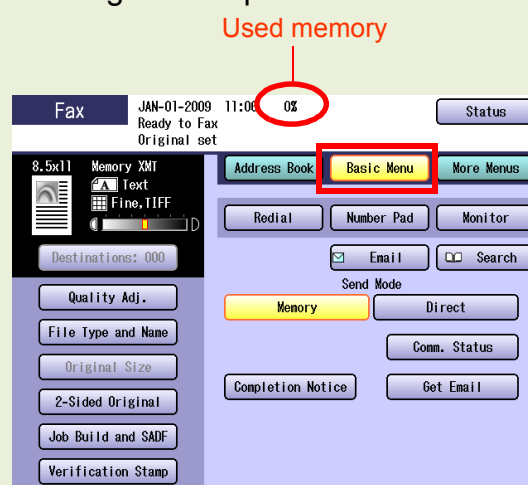 Used memory
Fax
JAN-01-2009 11:06 0%
Ready to Fax
Original set
Status
8.5x11 Memory XMT
A Text
Fine,TIFF
D
Address Book
Basic Menu
More Menus
Redial
Number Pad
Monitor
Destinations: 000
Email
Search
Send Mode
Quality Adj.
Memory
Direct
File Type and Name
Comm. Status
Original Size
Completion Notice
Get Email
2-Sided Original
Job Build and SADF
Verification Stamp